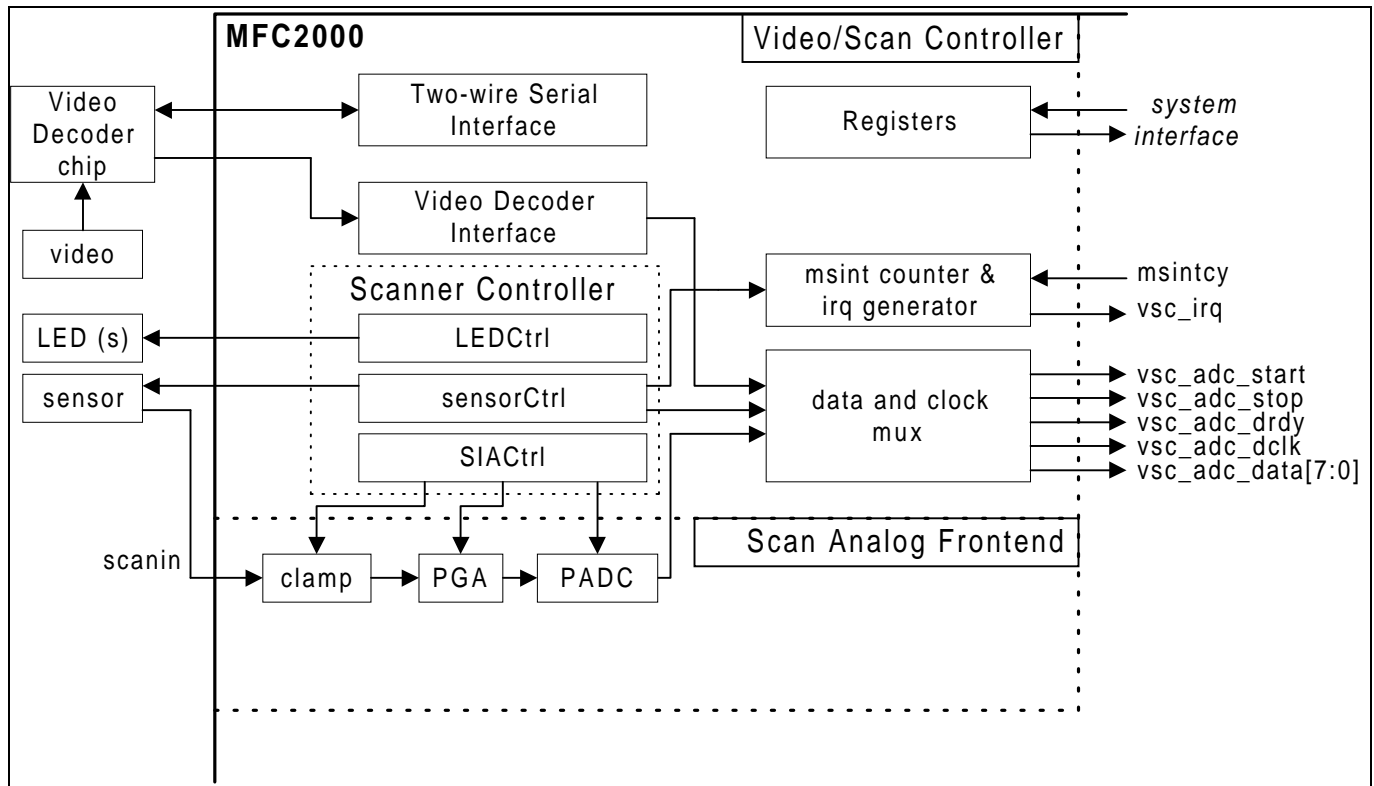 MFC2000
Video/Scan Controller
Video
Decoder
chip
Two-wire Serial
Interface
Registers
system
interface
Video Decoder
Interface
video
msint counter &
irq generator
msintcy
vsc_irq
Scanner Controller
LED (s)
LEDCtrl
sensor
sensorCtrl
SIACtrl
data and clock
mux
vsc_adc_start
vsc_adc_stop
vsc_adc_drdy
vsc_adc_dclk
vsc_adc_data[7:0]
Scan Analog Frontend
scanin
clamp
PGA
PADC